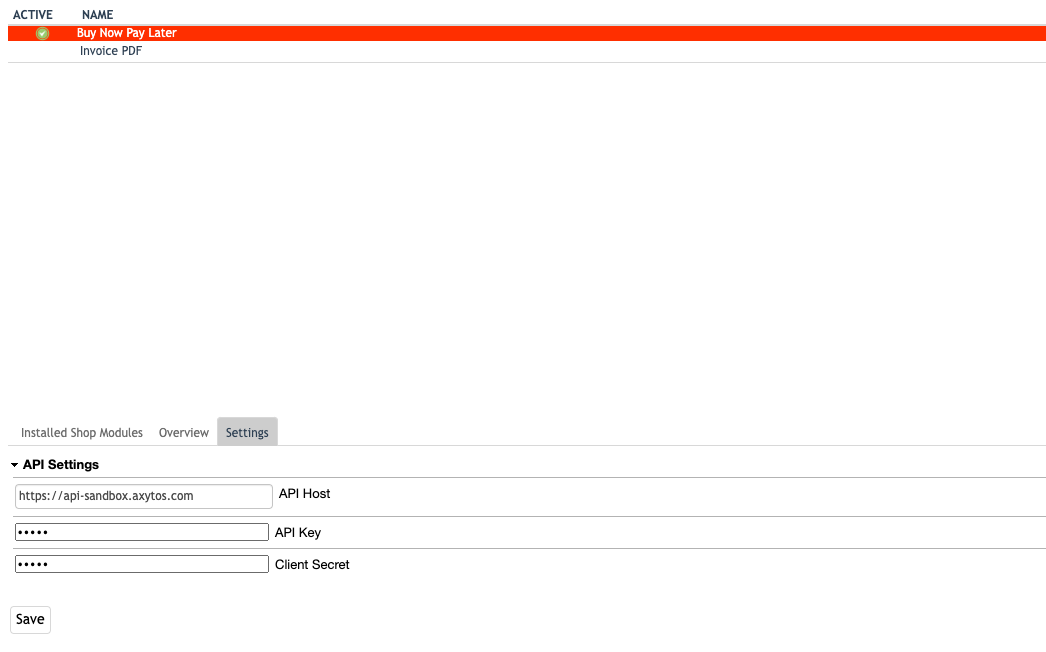 ACTIVE NAME
Buy Now Pay Later
Invoice PDF
Installed Shop Modules Overview Settings
API Settings
https://api-sandbox.axytos.com API Host
••••• API Key
••••• Client Secret
Save